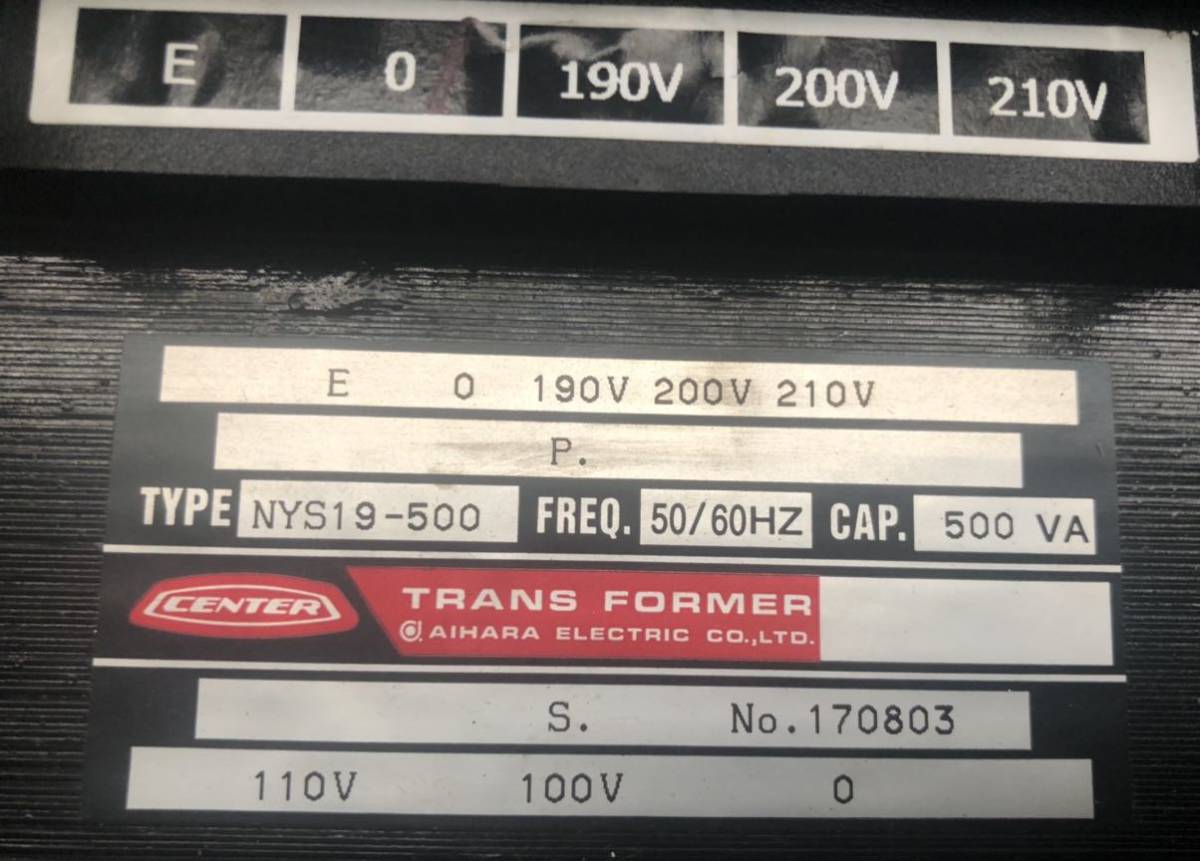 E 0 190V 200V 210V
E 0 190V 200V 210V
P.
TYPE NYS19-500 FREQ. 50/60HZ CAP. 500 VA
CENTER TRANS FORMER
AIHARA ELECTRIC CO.,LTD.
S. No.170803
110V 100V 0